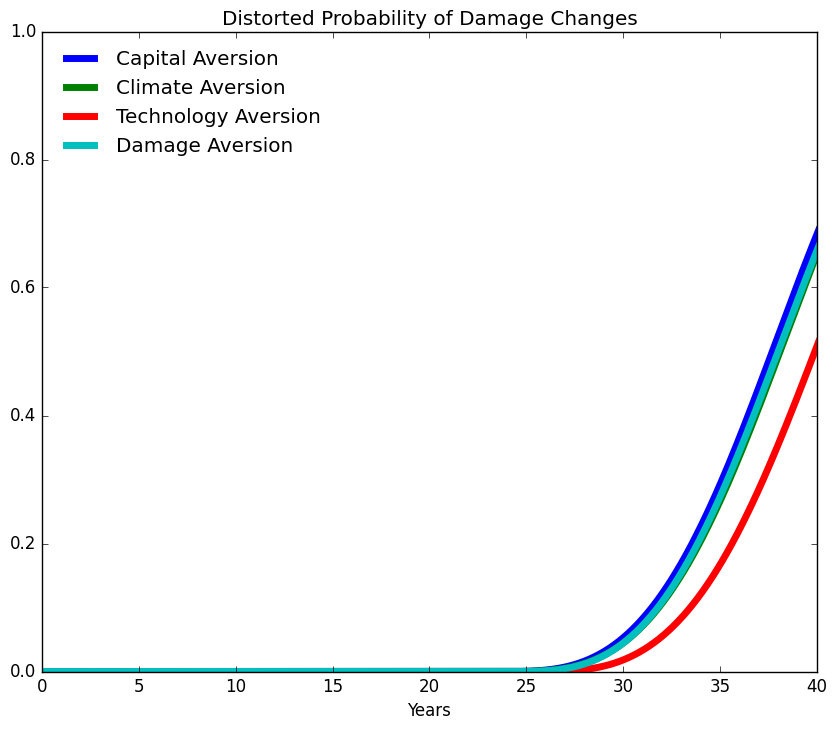 Distorted Probability of Damage Changes
1.0
Capital Aversion
Climate Aversion
Technology Aversion
Damage Aversion
0.8
0.6
0.4
0.2
0.0
0 5 10 15 20 25 30 35 40
Years